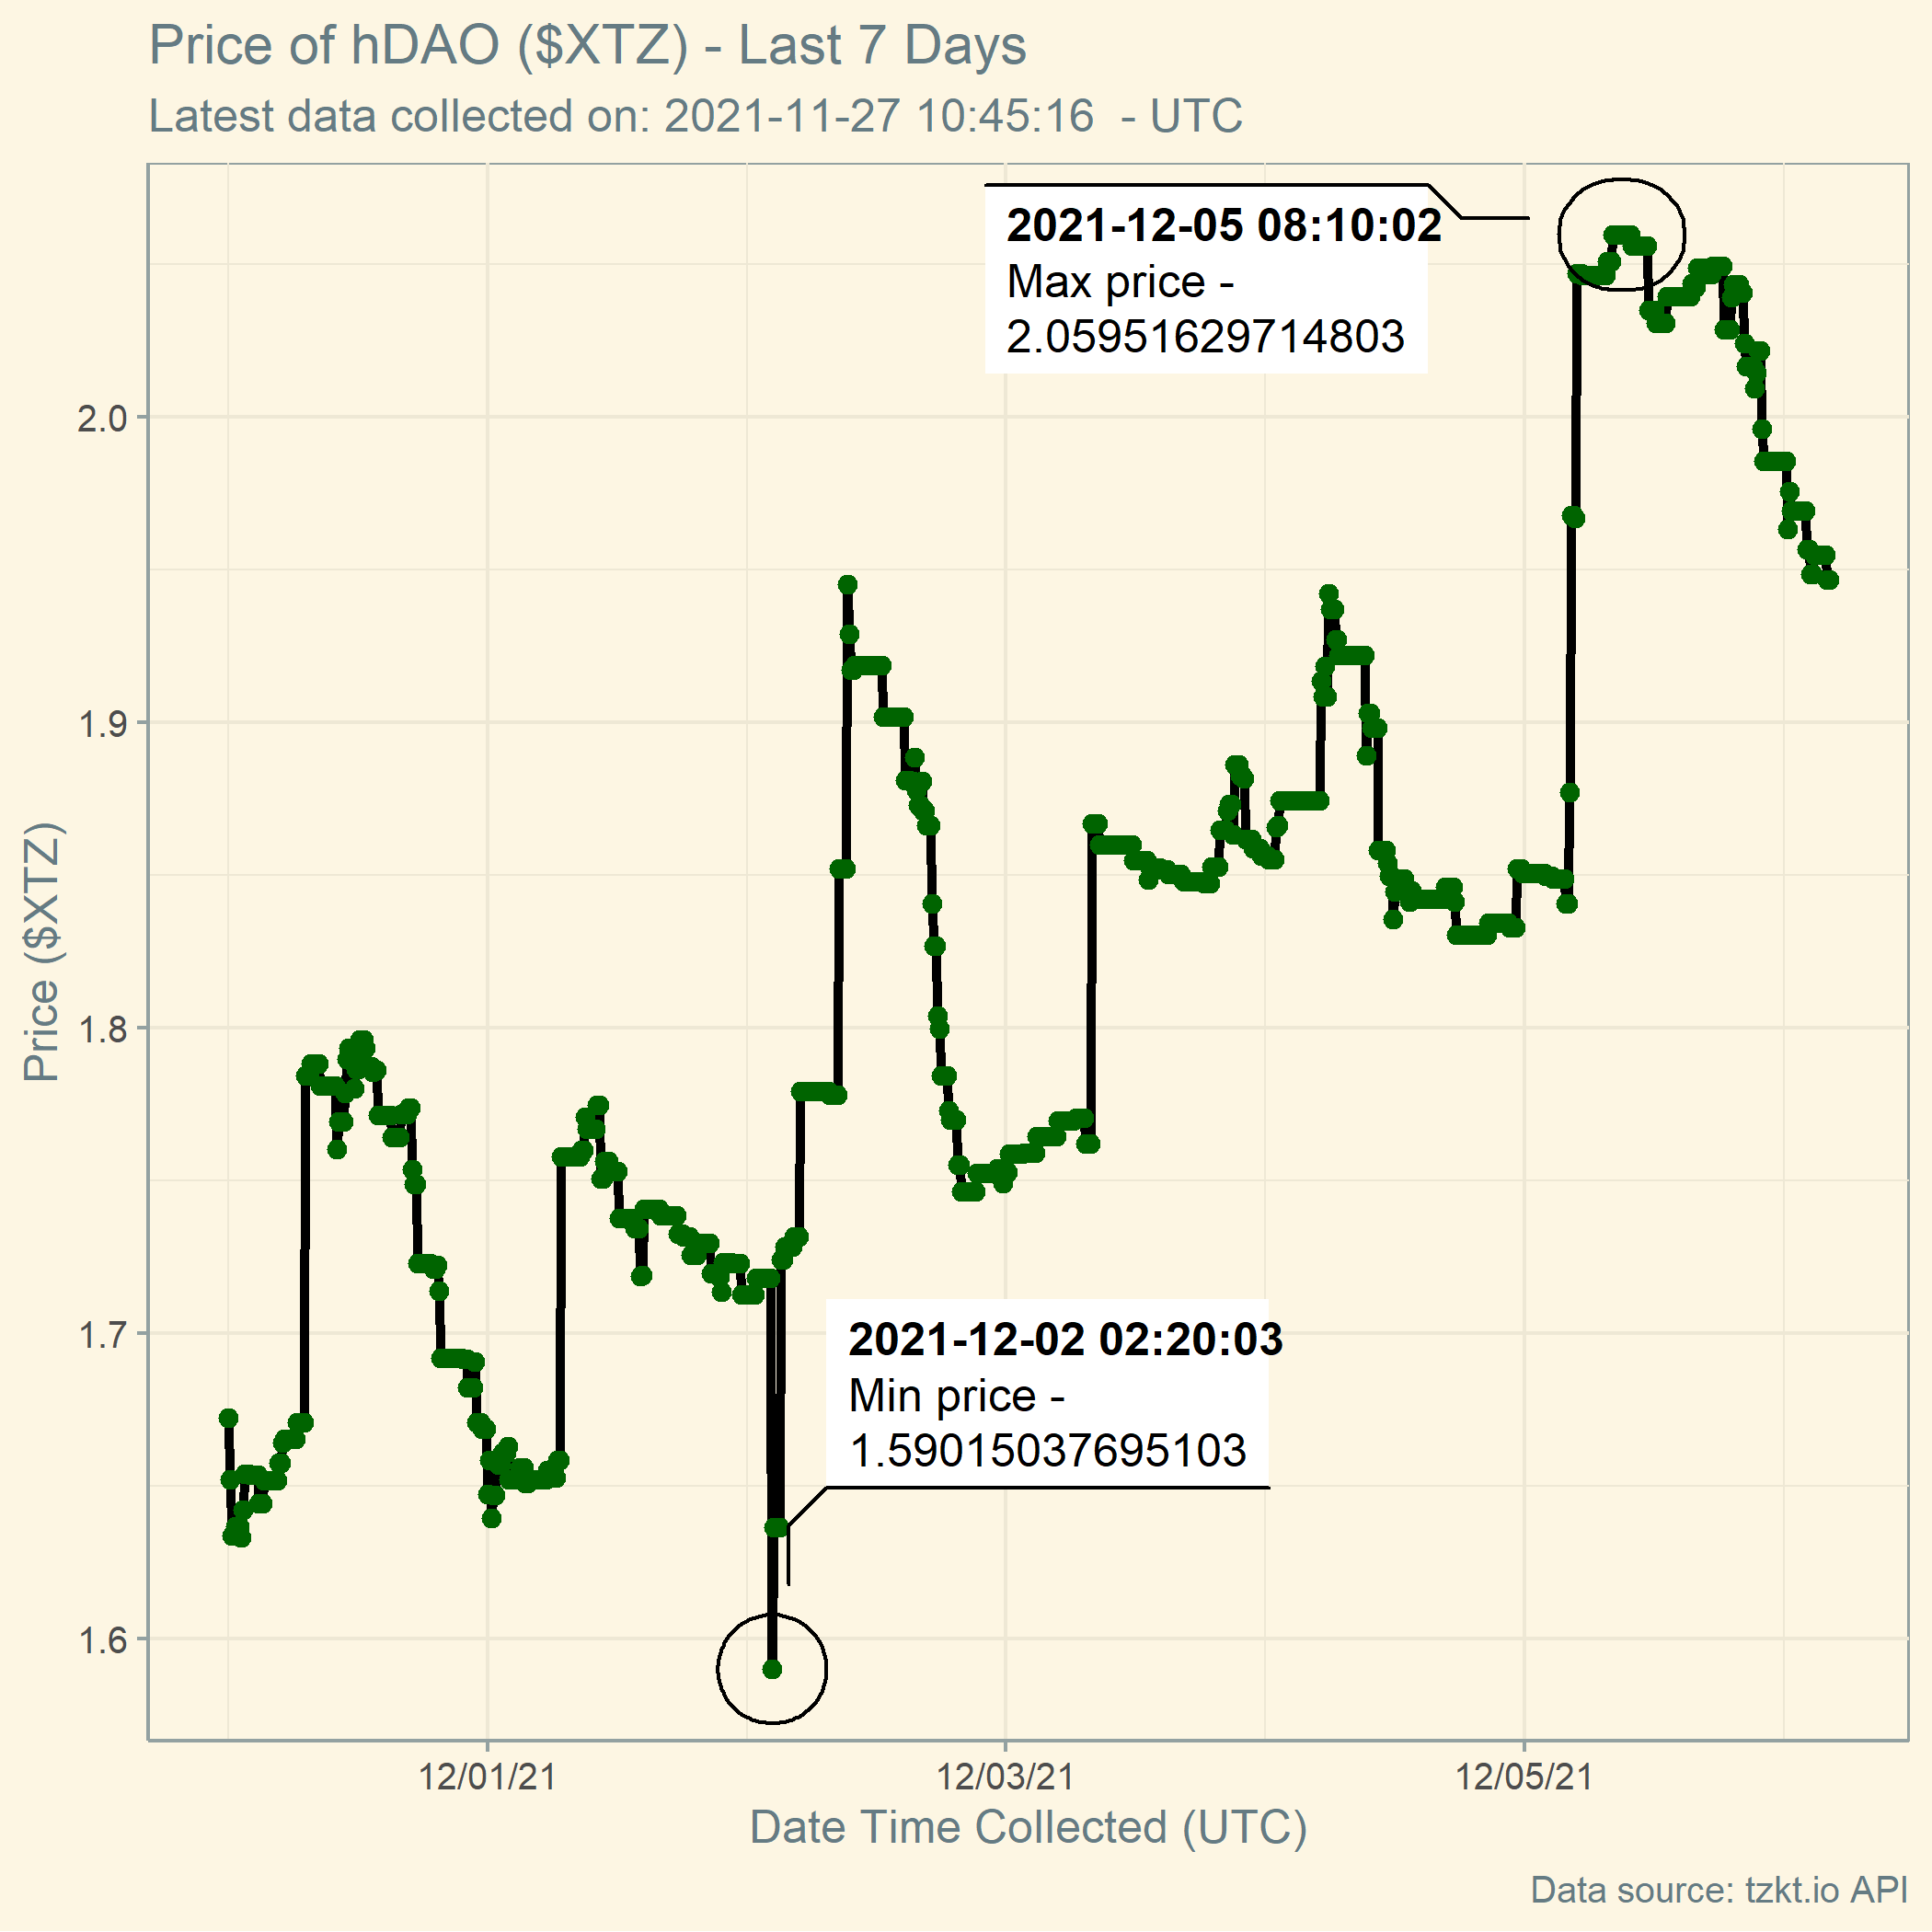 Price of hDAO ($XTZ) - Last 7 Days
Latest data collected on: 2021-11-27 10:45:16  - UTC
2021-12-05 08:10:02
Max price -
2.05951629714803
2.0
1.9
1.8
1.7
1.6
Price ($XTZ)
2021-12-02 02:20:03
Min price -
1.59015037695103
12/01/21
12/03/21
12/05/21
Date Time Collected (UTC)
Data source: tzkt.io API